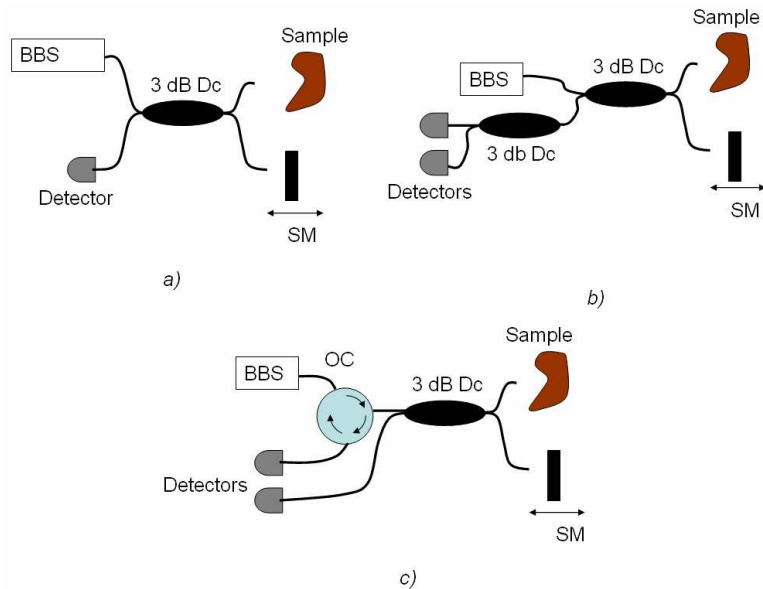 BBS
3 dB Dc
Sample
Detector
SM
a)
BBS
3 dB Dc
Sample
3 db Dc
Detectors
SM
b)
BBS
OC
3 dB Dc
Sample
Detectors
SM
c)